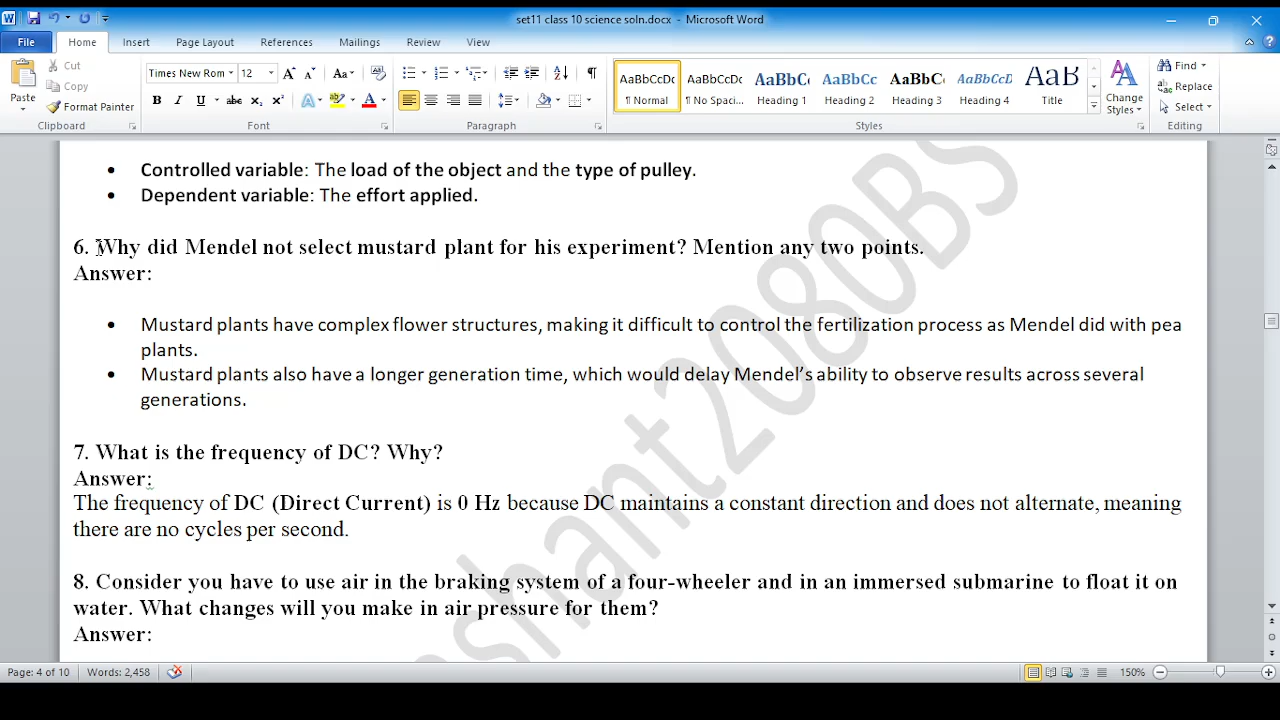 set11 class 10 science soln.docx - Microsoft Word
File Home Insert Page Layout References Mailings Review View
Paste
Cut
Copy
Format Painter
Clipboard
Times New Rom 12
Font
Paragraph
AaBbCcDc AaBbCcDc AaBbC AaBbCc AaBbC AaBbCcD AaB
¶ Normal ¶ No Spaci... Heading 1 Heading 2 Heading 3 Heading 4 Title
Styles
Change Styles
Find
Replace
Select
Editing
• Controlled variable: The load of the object and the type of pulley.
• Dependent variable: The effort applied.
6. Why did Mendel not select mustard plant for his experiment? Mention any two points.
Answer:
• Mustard plants have complex flower structures, making it difficult to control the fertilization process as Mendel did with pea
plants.
• Mustard plants also have a longer generation time, which would delay Mendel’s ability to observe results across several
generations.
7. What is the frequency of DC? Why?
Answer:
The frequency of DC (Direct Current) is 0 Hz because DC maintains a constant direction and does not alternate, meaning
there are no cycles per second.
8. Consider you have to use air in the braking system of a four-wheeler and in an immersed submarine to float it on
water. What changes will you make in air pressure for them?
Answer:
shant2080BS
Page: 4 of 10 Words: 2,458 150%